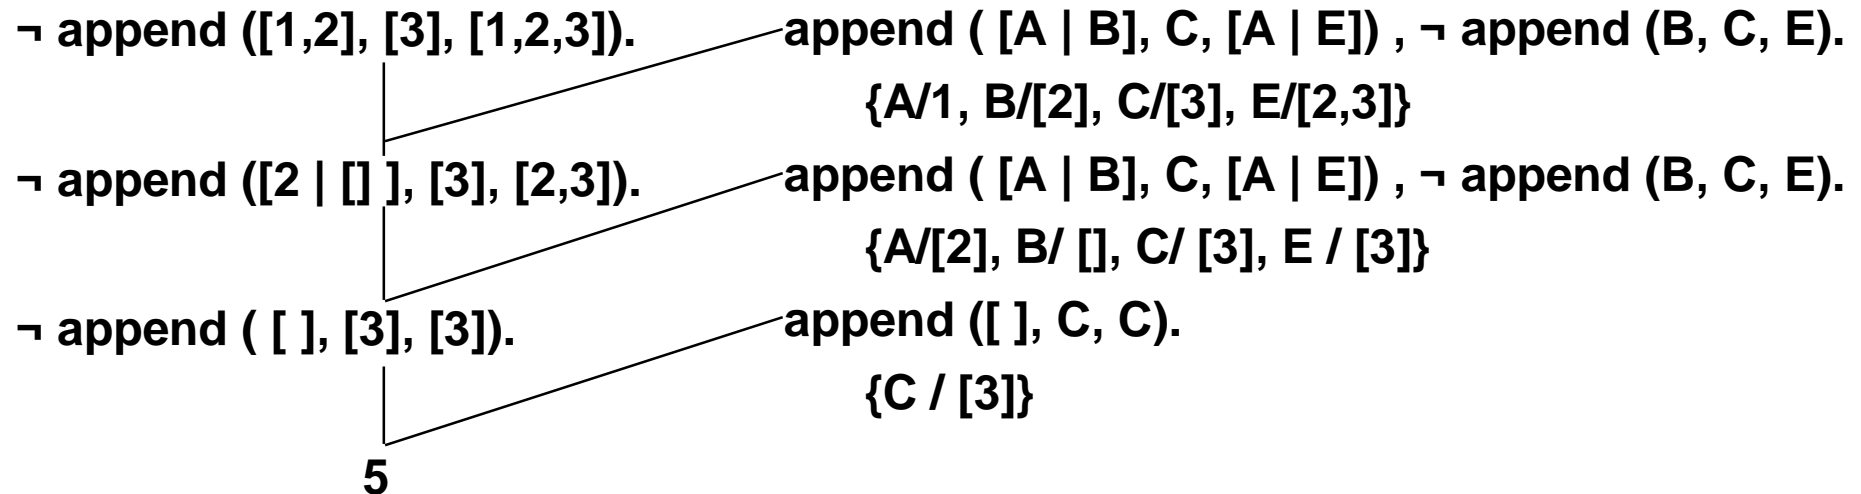 ¬ append ([1,2], [3], [1,2,3]). append ( [A | B], C, [A | E]) , ¬ append (B, C, E).
{A/1, B/[2], C/[3], E/[2,3]}
¬ append ([2 | [] ], [3], [2,3]). append ( [A | B], C, [A | E]) , ¬ append (B, C, E).
{A/[2], B/ [], C/ [3], E / [3]}
¬ append ( [ ], [3], [3]). append ([ ], C, C).
{C / [3]}
5